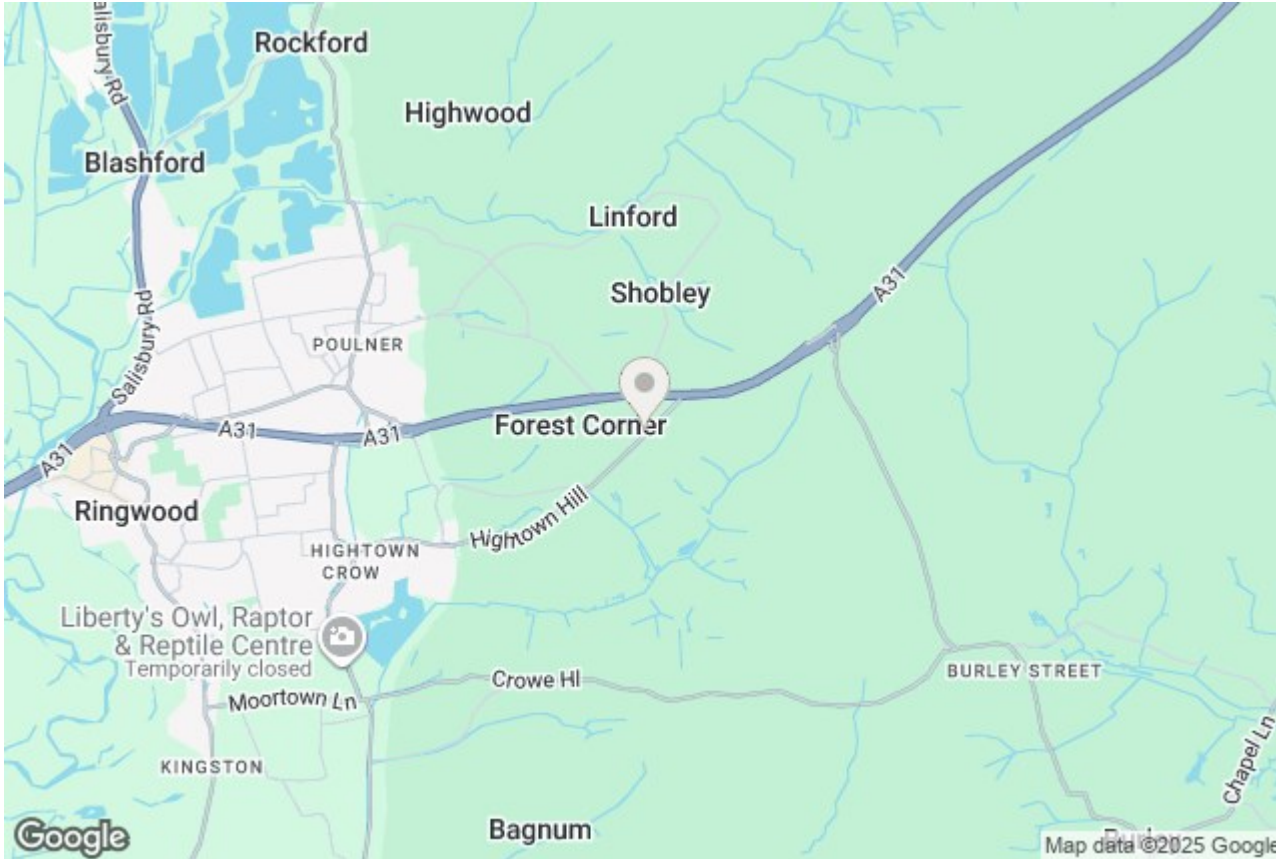 alisbury Rd
Rockford
Highwood
Blashford
Linford
Shobley
A31
Salisbury Rd
POULNER
Forest Corner
A31
A31
A31
Ringwood
Hightown Hill
HIGHTOWN
CROW
Liberty's Owl, Raptor
& Reptile Centre
Temporarily closed
Crowe Hl
BURLEY STREET
Moortown Ln
KINGSTON
Chapel Ln
Bagnum
Burley
Google
Map data ©2025 Google